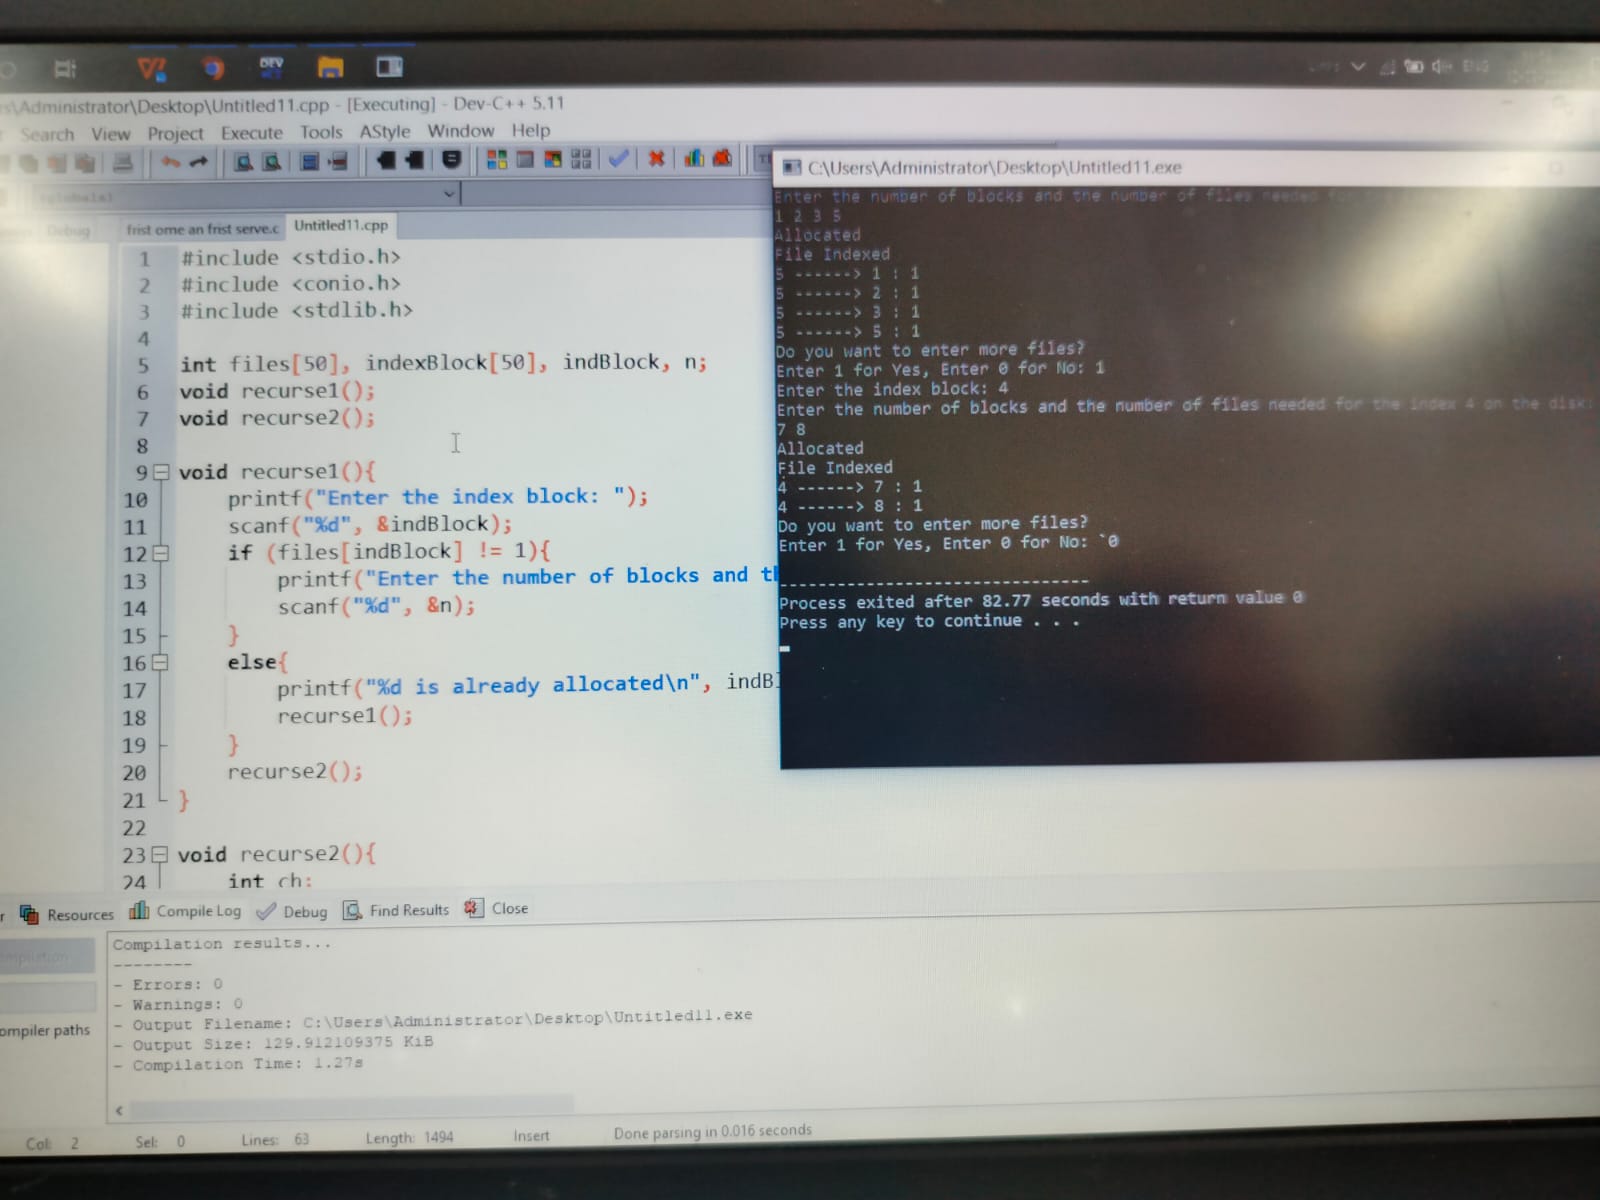 DEV
ENG
s\Administrator\Desktop\Untitled11.cpp - [Executing] - Dev-C++ 5.11
Search View Project Execute Tools AStyle Window Help
(globals)
Debug
frist ome an frist serve.c Untitled11.cpp
1 #include <stdio.h>
2 #include <conio.h>
3 #include <stdlib.h>
4
5 int files[50], indexBlock[50], indBlock, n;
6 void recurse1();
7 void recurse2();
8
9 void recurse1(){
10 printf("Enter the index block: ");
11 scanf("%d", &indBlock);
12 if (files[indBlock] != 1){
13 printf("Enter the number of blocks and th
14 scanf("%d", &n);
15 }
16 else{
17 printf("%d is already allocated\n", indBl
18 recurse1();
19 }
20 recurse2();
21 }
22
23 void recurse2(){
24 int ch;
C:\Users\Administrator\Desktop\Untitled11.exe
Enter the number of blocks and the number of files needed for
1 2 3 5
Allocated
File Indexed
5 ------> 1 : 1
5 ------> 2 : 1
5 ------> 3 : 1
5 ------> 5 : 1
Do you want to enter more files?
Enter 1 for Yes, Enter 0 for No: 1
Enter the index block: 4
Enter the number of blocks and the number of files needed for the index 4 on the disk:
7 8
Allocated
File Indexed
4 ------> 7 : 1
4 ------> 8 : 1
Do you want to enter more files?
Enter 1 for Yes, Enter 0 for No: `0
--------------------------------
Process exited after 82.77 seconds with return value 0
Press any key to continue . . .
r Resources Compile Log Debug Find Results Close
ompilation
ompiler paths
Compilation results...
--------
- Errors: 0
- Warnings: 0
- Output Filename: C:\Users\Administrator\Desktop\Untitled11.exe
- Output Size: 129.912109375 KiB
- Compilation Time: 1.27s
Col: 2 Sel: 0 Lines: 63 Length: 1494 Insert Done parsing in 0.016 seconds